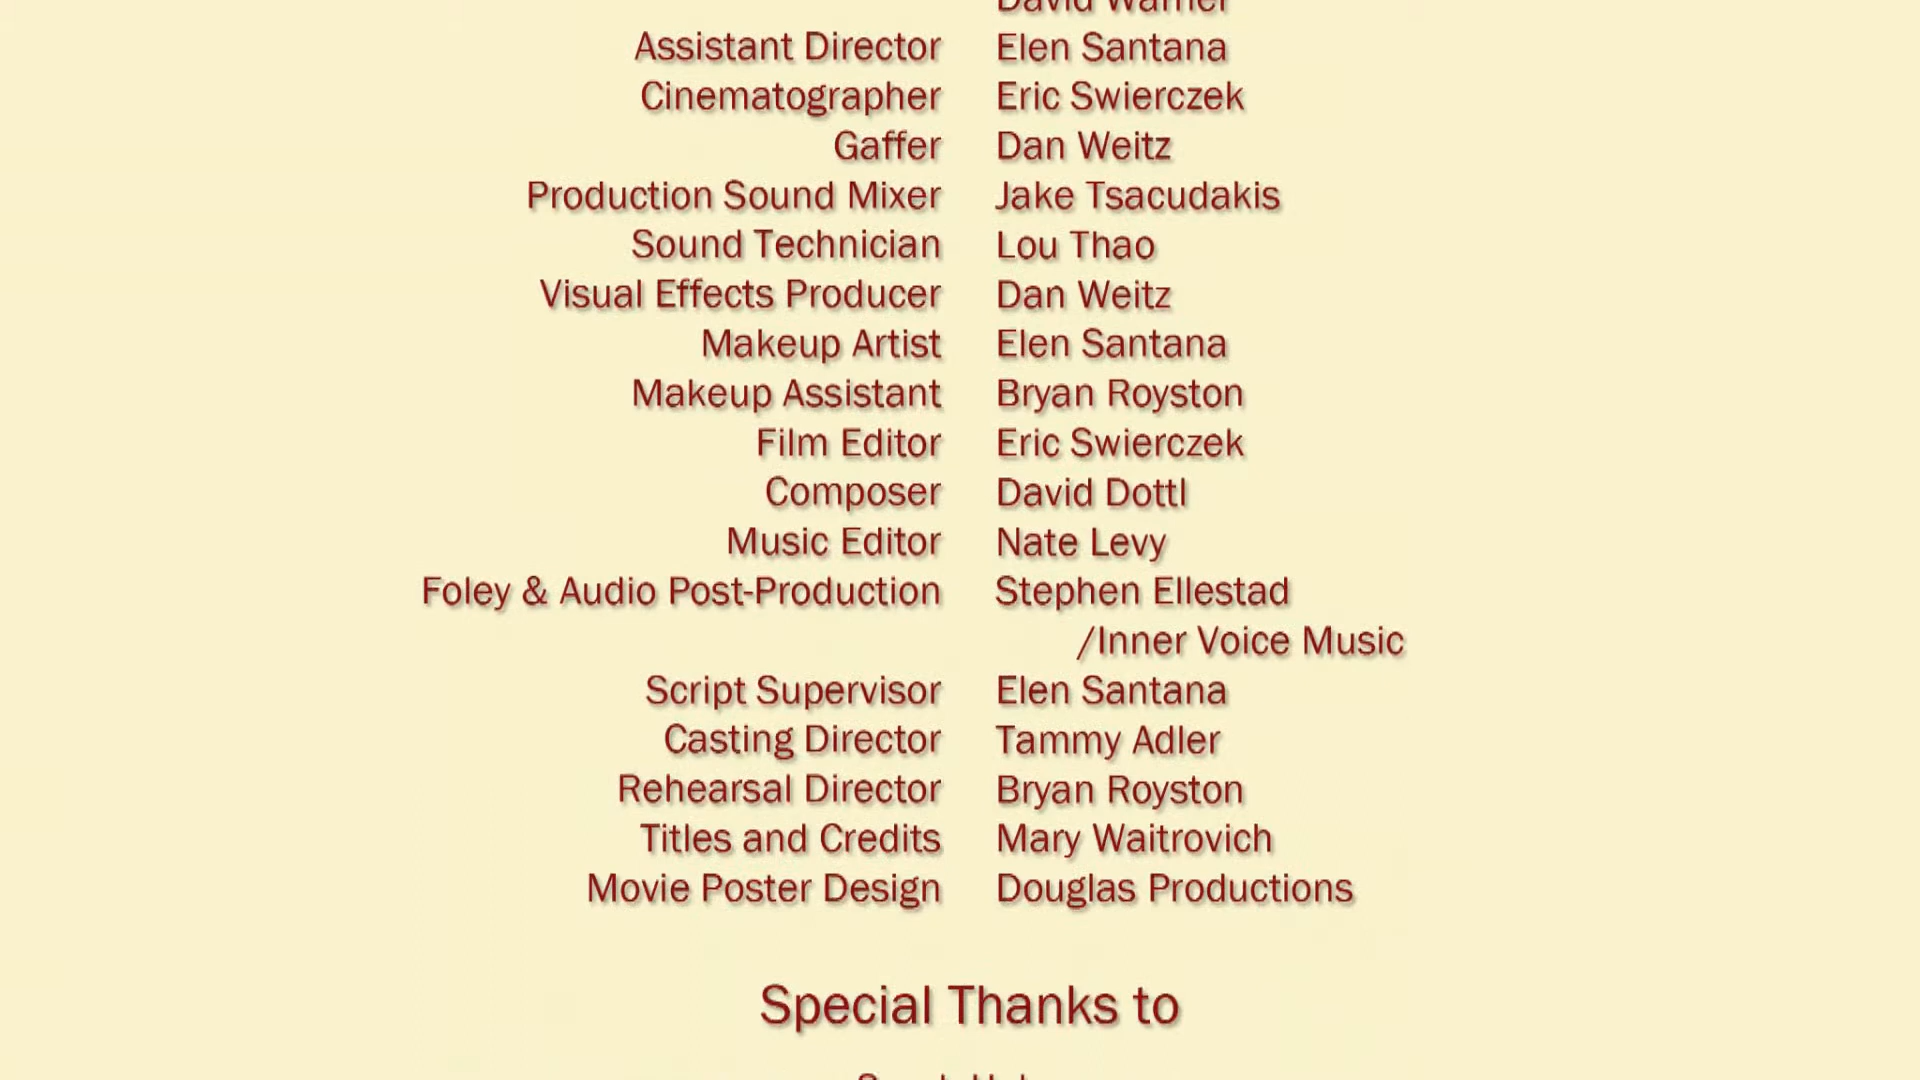 David Warner
Assistant Director Elen Santana
Cinematographer Eric Swierczek
Gaffer Dan Weitz
Production Sound Mixer Jake Tsacudakis
Sound Technician Lou Thao
Visual Effects Producer Dan Weitz
Makeup Artist Elen Santana
Makeup Assistant Bryan Royston
Film Editor Eric Swierczek
Composer David Dottl
Music Editor Nate Levy
Foley & Audio Post-Production Stephen Ellestad
/Inner Voice Music
Script Supervisor Elen Santana
Casting Director Tammy Adler
Rehearsal Director Bryan Royston
Titles and Credits Mary Waitrovich
Movie Poster Design Douglas Productions
Special Thanks to